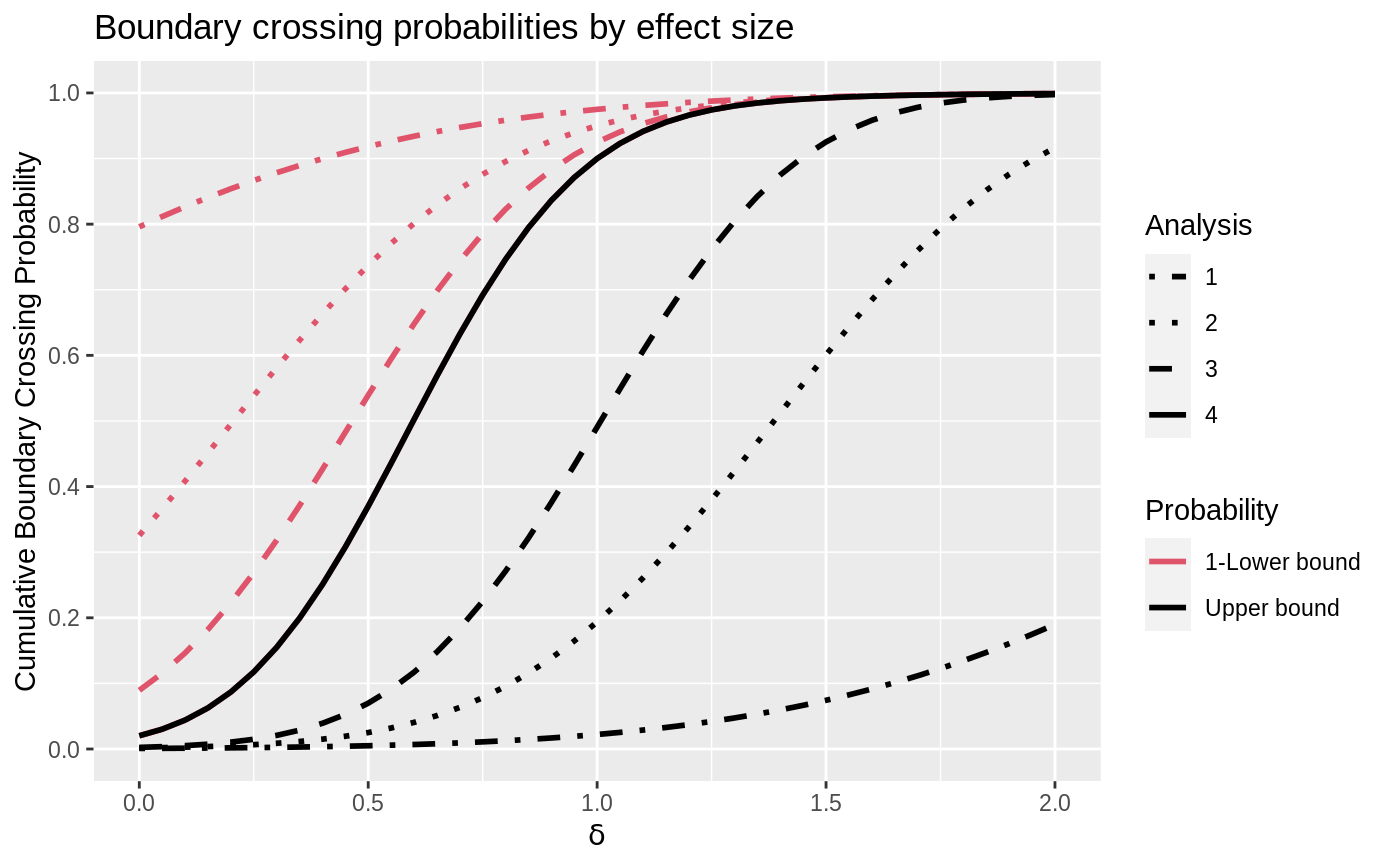 Boundary crossing probabilities by effect size
Cumulative Boundary Crossing Probability
1.0
0.8
0.6
0.4
0.2
0.0
0.0 0.5 1.0 1.5 2.0
δ
Analysis
1
2
3
4
Probability
1-Lower bound
Upper bound